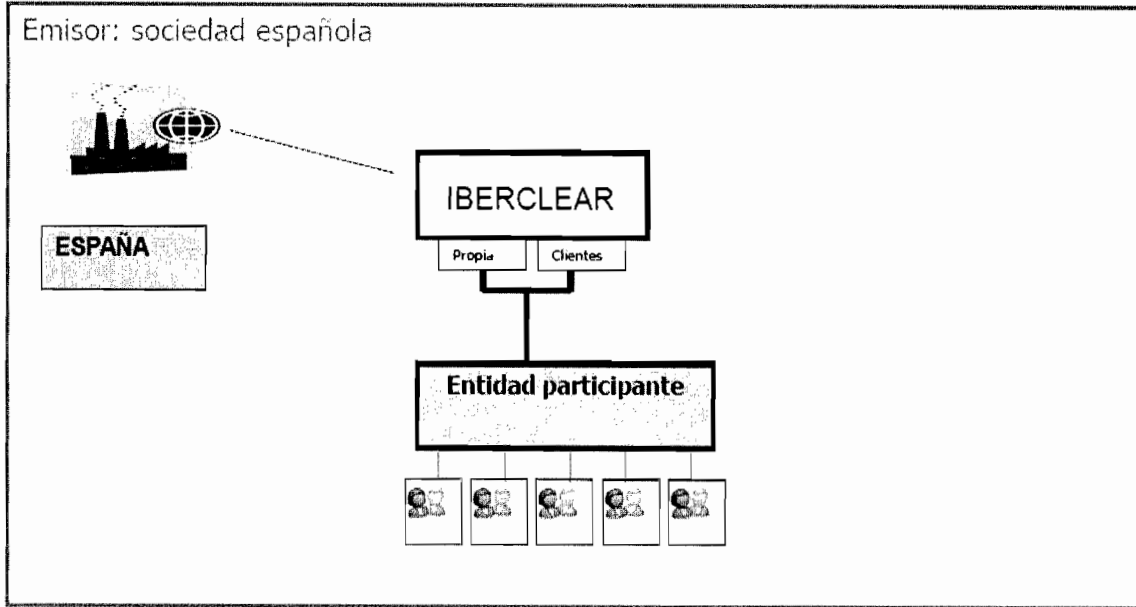 Emisor: sociedad española
IBERCLEAR
ESPAÑA
Propia
Clientes
Entidad participante